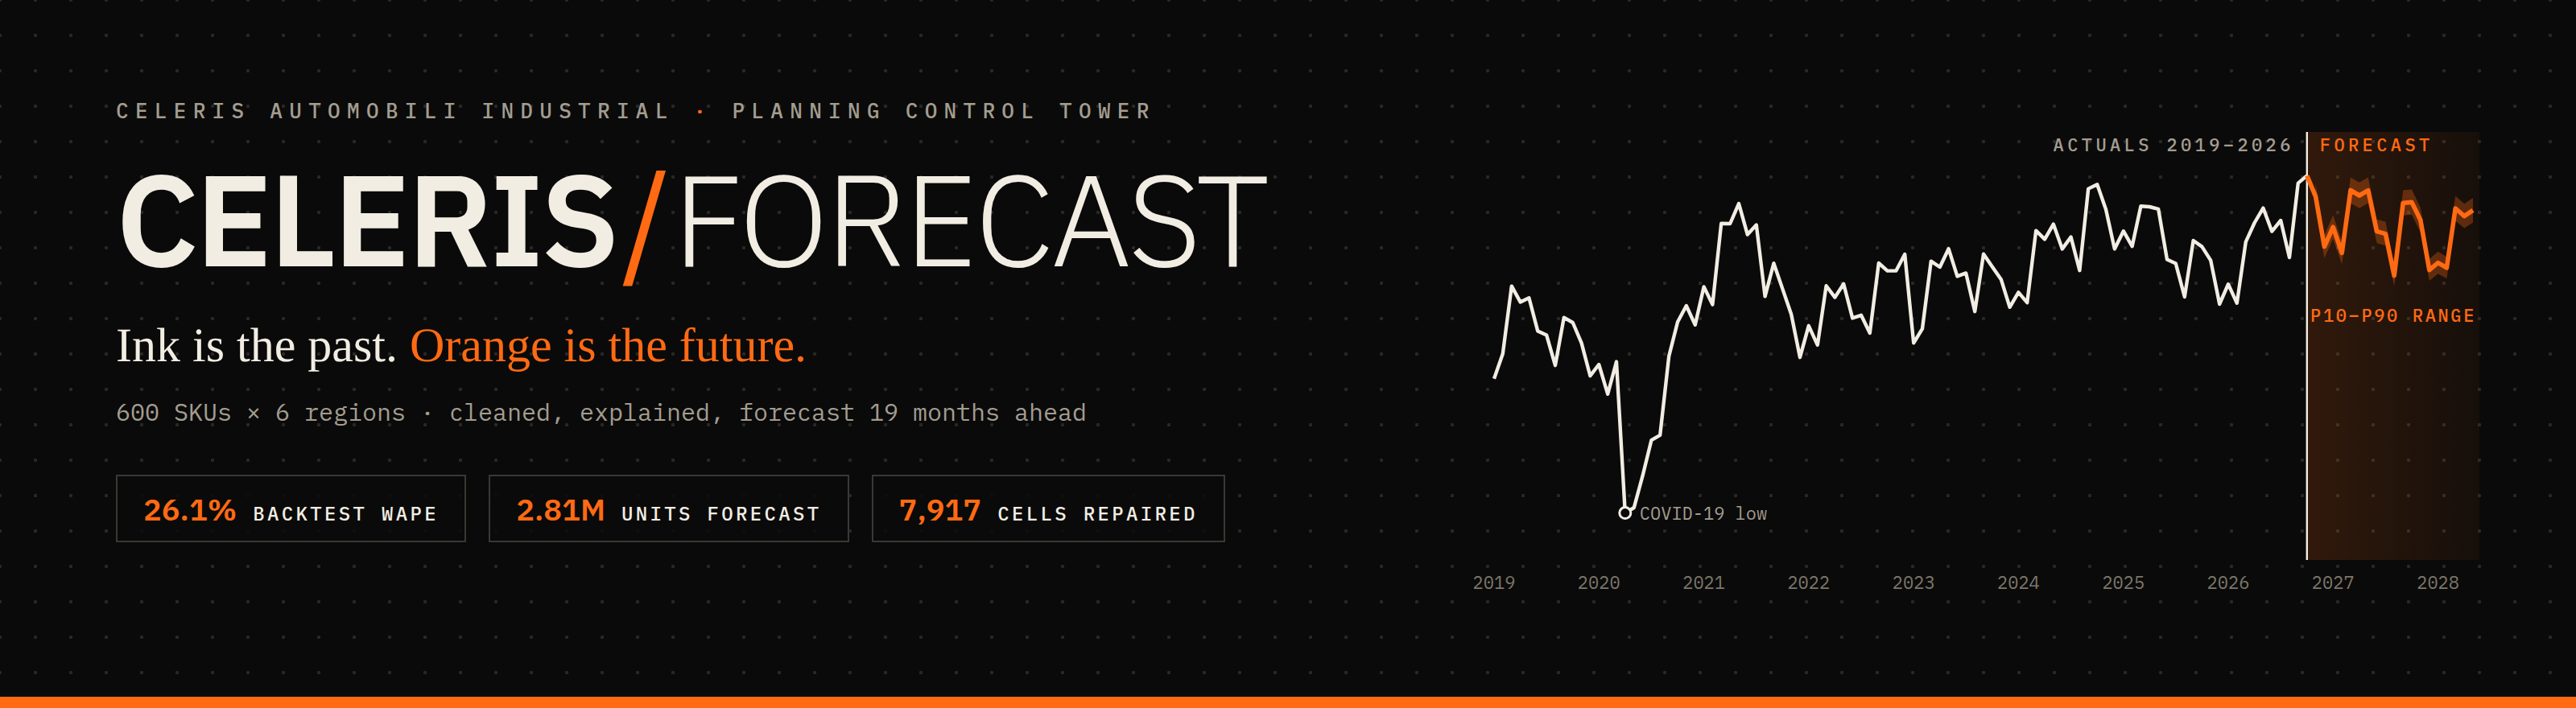 CELERIS AUTOMOBILI INDUSTRIAL · PLANNING CONTROL TOWER
CELERIS/FORECAST
Ink is the past. Orange is the future.
600 SKUs × 6 regions · cleaned, explained, forecast 19 months ahead
26.1% BACKTEST WAPE
2.81M UNITS FORECAST
7,917 CELLS REPAIRED
ACTUALS 2019–2026
FORECAST
P10–P90 RANGE
COVID-19 low
2019 2020 2021 2022 2023 2024 2025 2026 2027 2028